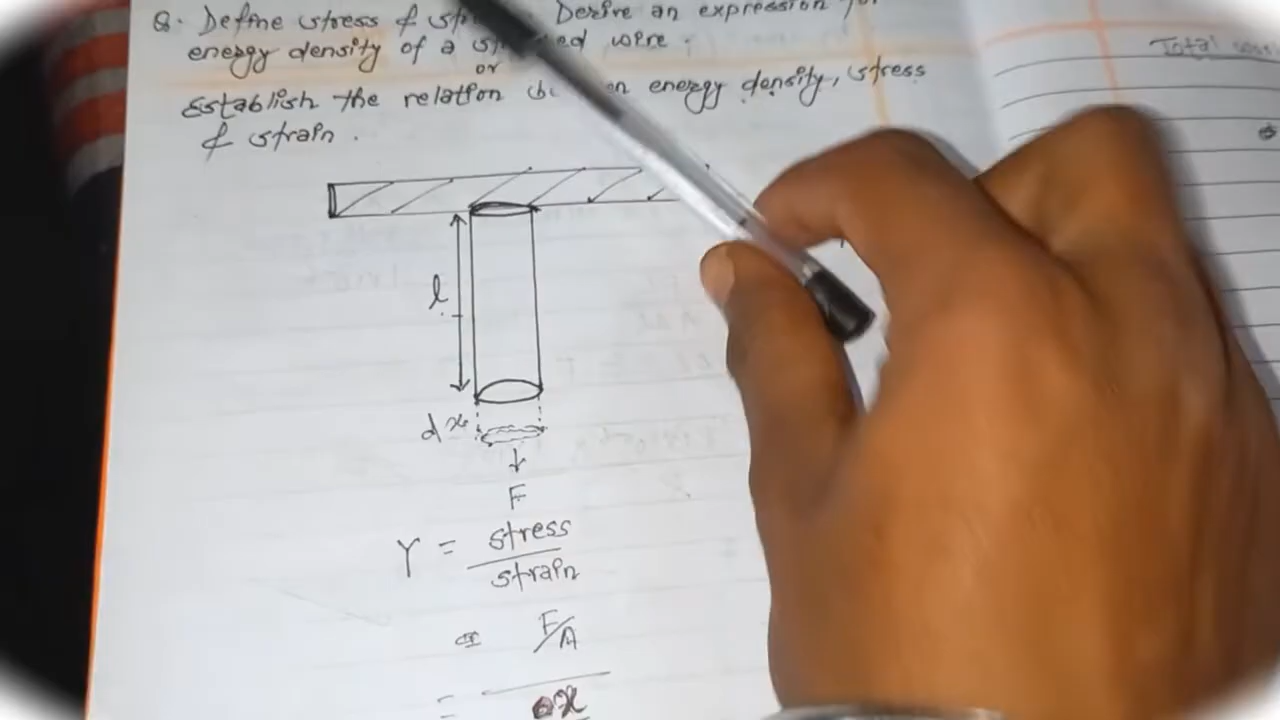 Q. Define stress & Derive an expression
energy density of a wire.
or
Establish the relation energy density, stress
& strain.
Total
l
dx
F
Y = stress
strain
= F/A
= x